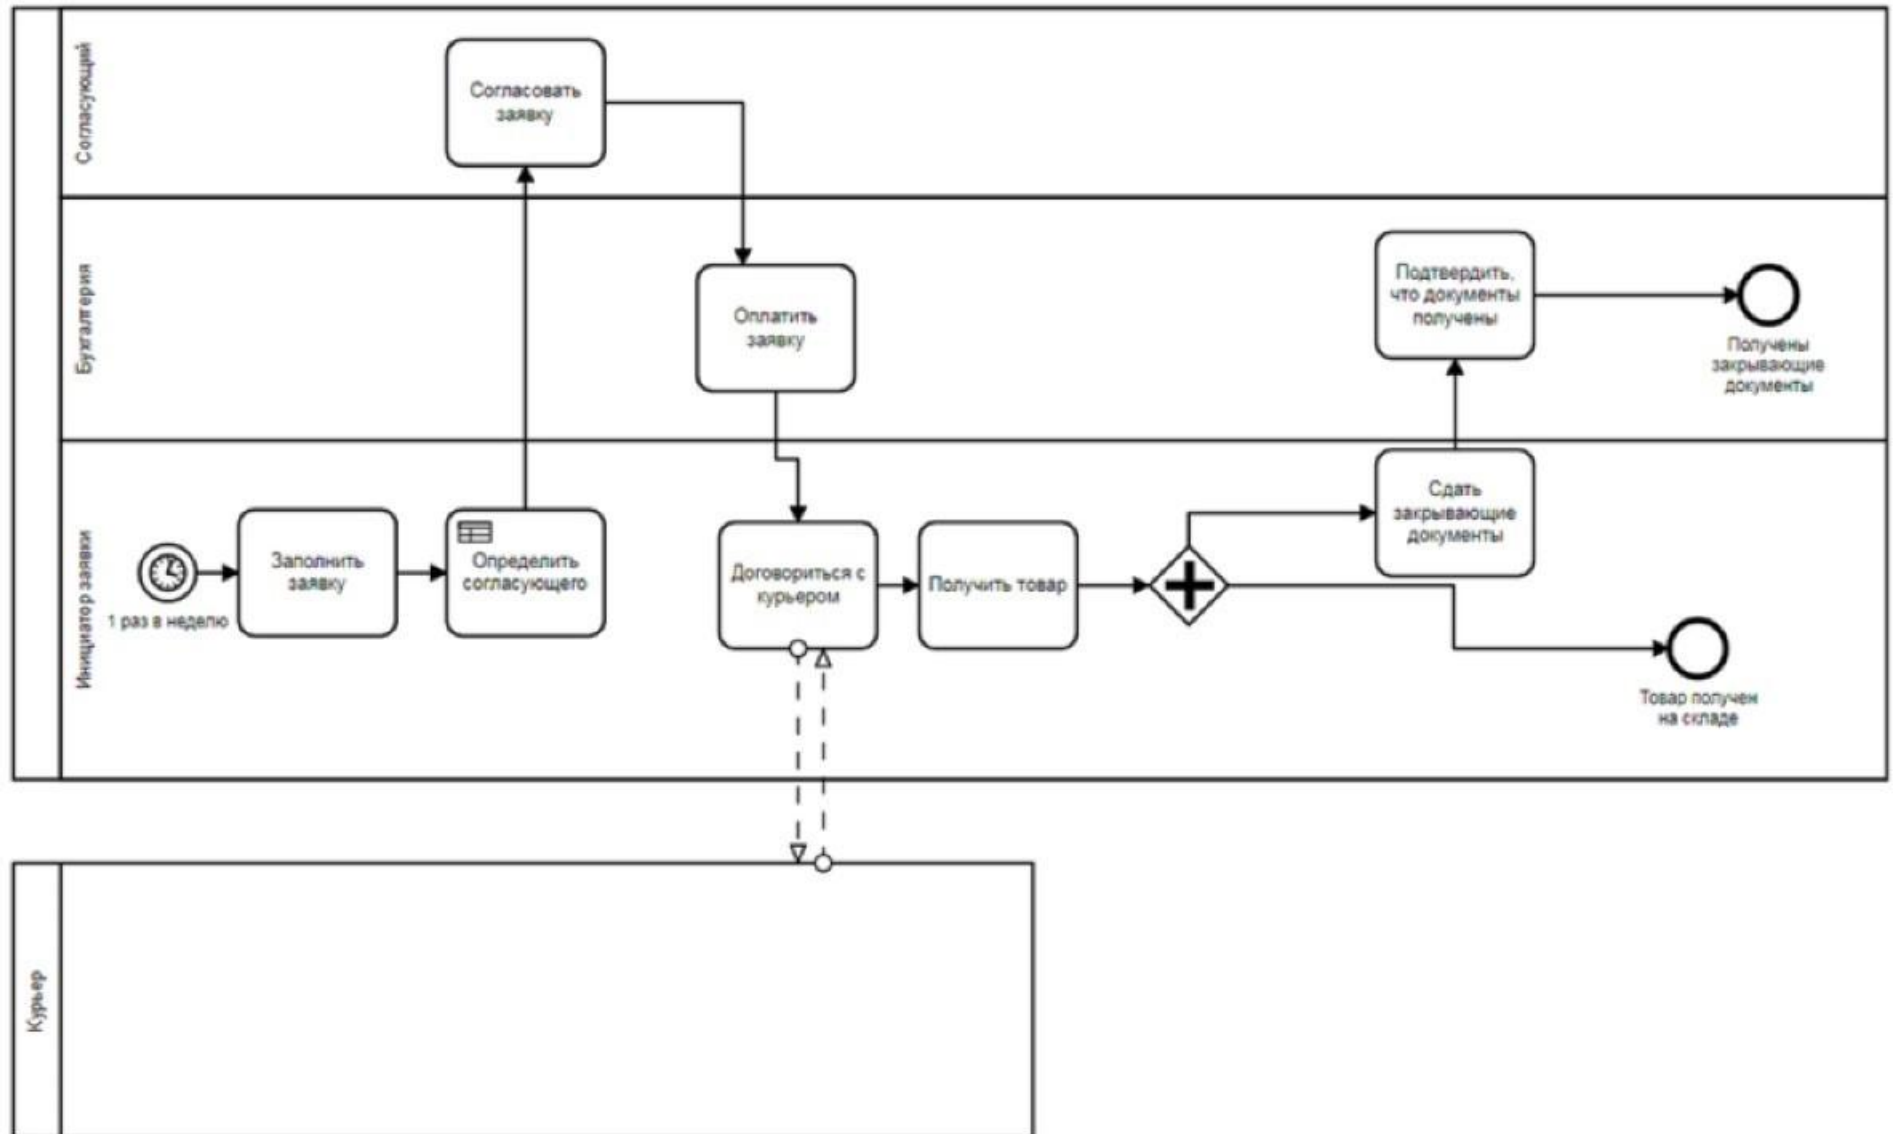 Согласующий
Согласовать
заявку
Бухгалтерия
Оплатить
заявку
Подтвердить,
что документы
получены
Получены
закрывающие
документы
Инициатор заявки
1 раз в неделю
Заполнить
заявку
Определить
согласующего
Договориться с
курьером
Получить товар
Сдать
закрывающие
документы
Товар получен
на складе
Курьер